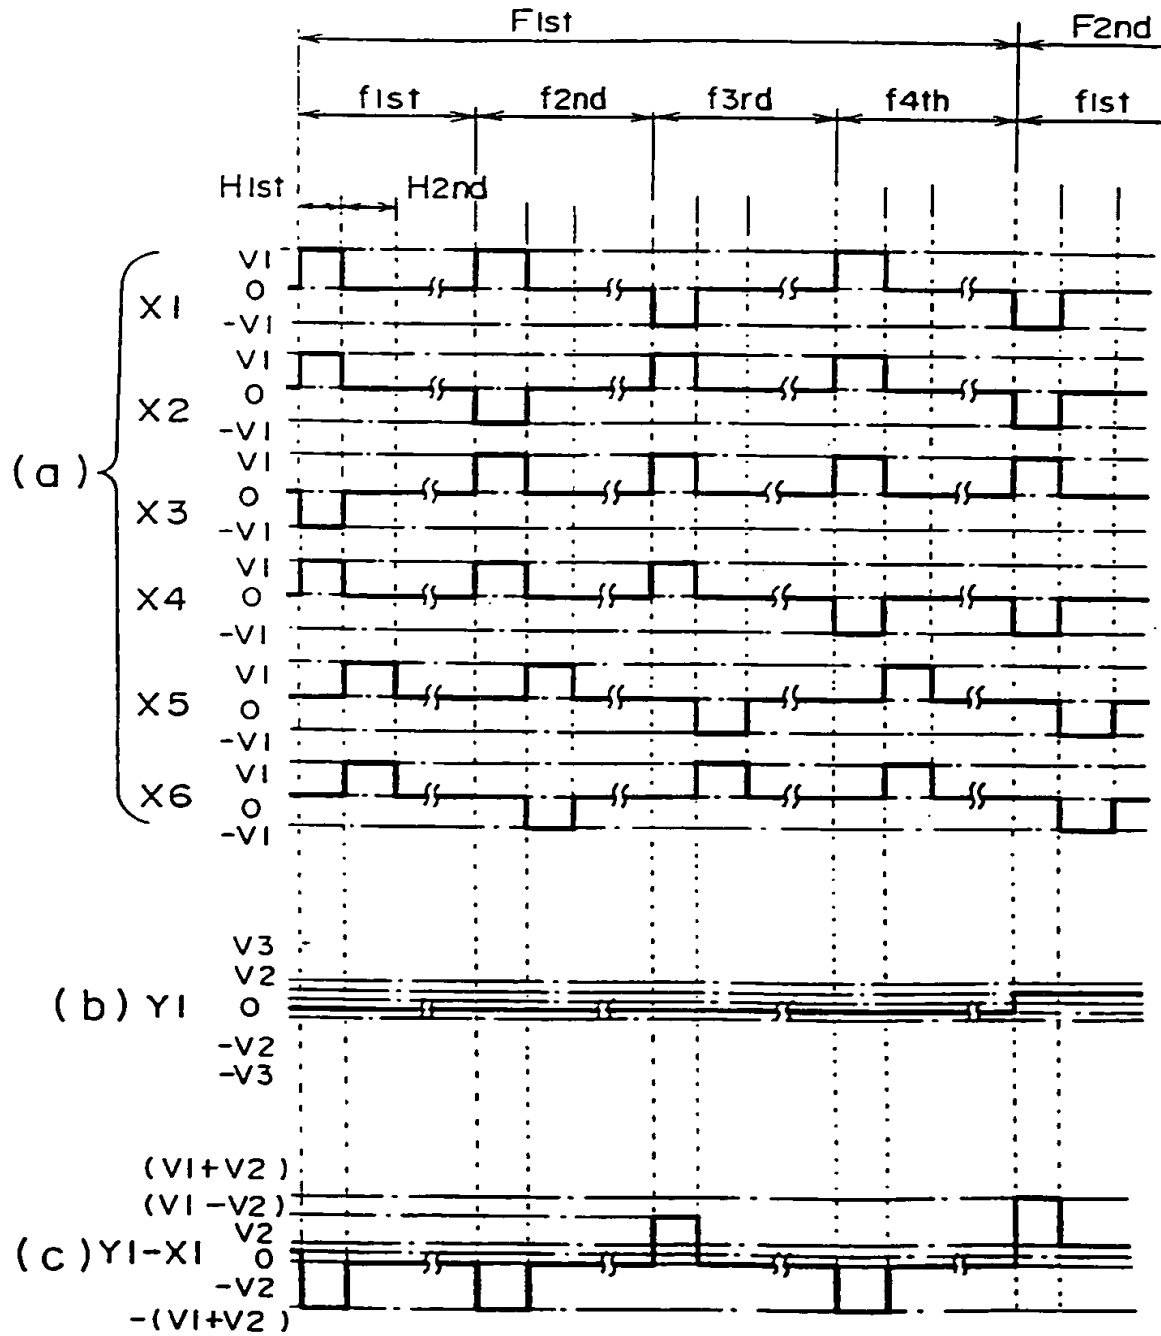 F1st F2nd
f1st f2nd f3rd f4th f1st
H1st H2nd
(a)
X1 V1 0 -V1
X2 V1 0 -V1
X3 V1 0 -V1
X4 V1 0 -V1
X5 V1 0 -V1
X6 V1 0 -V1
V3
V2
(b) Y1 0
-V2
-V3
(V1+V2)
(V1-V2)
V2
(c) Y1-X1 0
-V2
-(V1+V2)